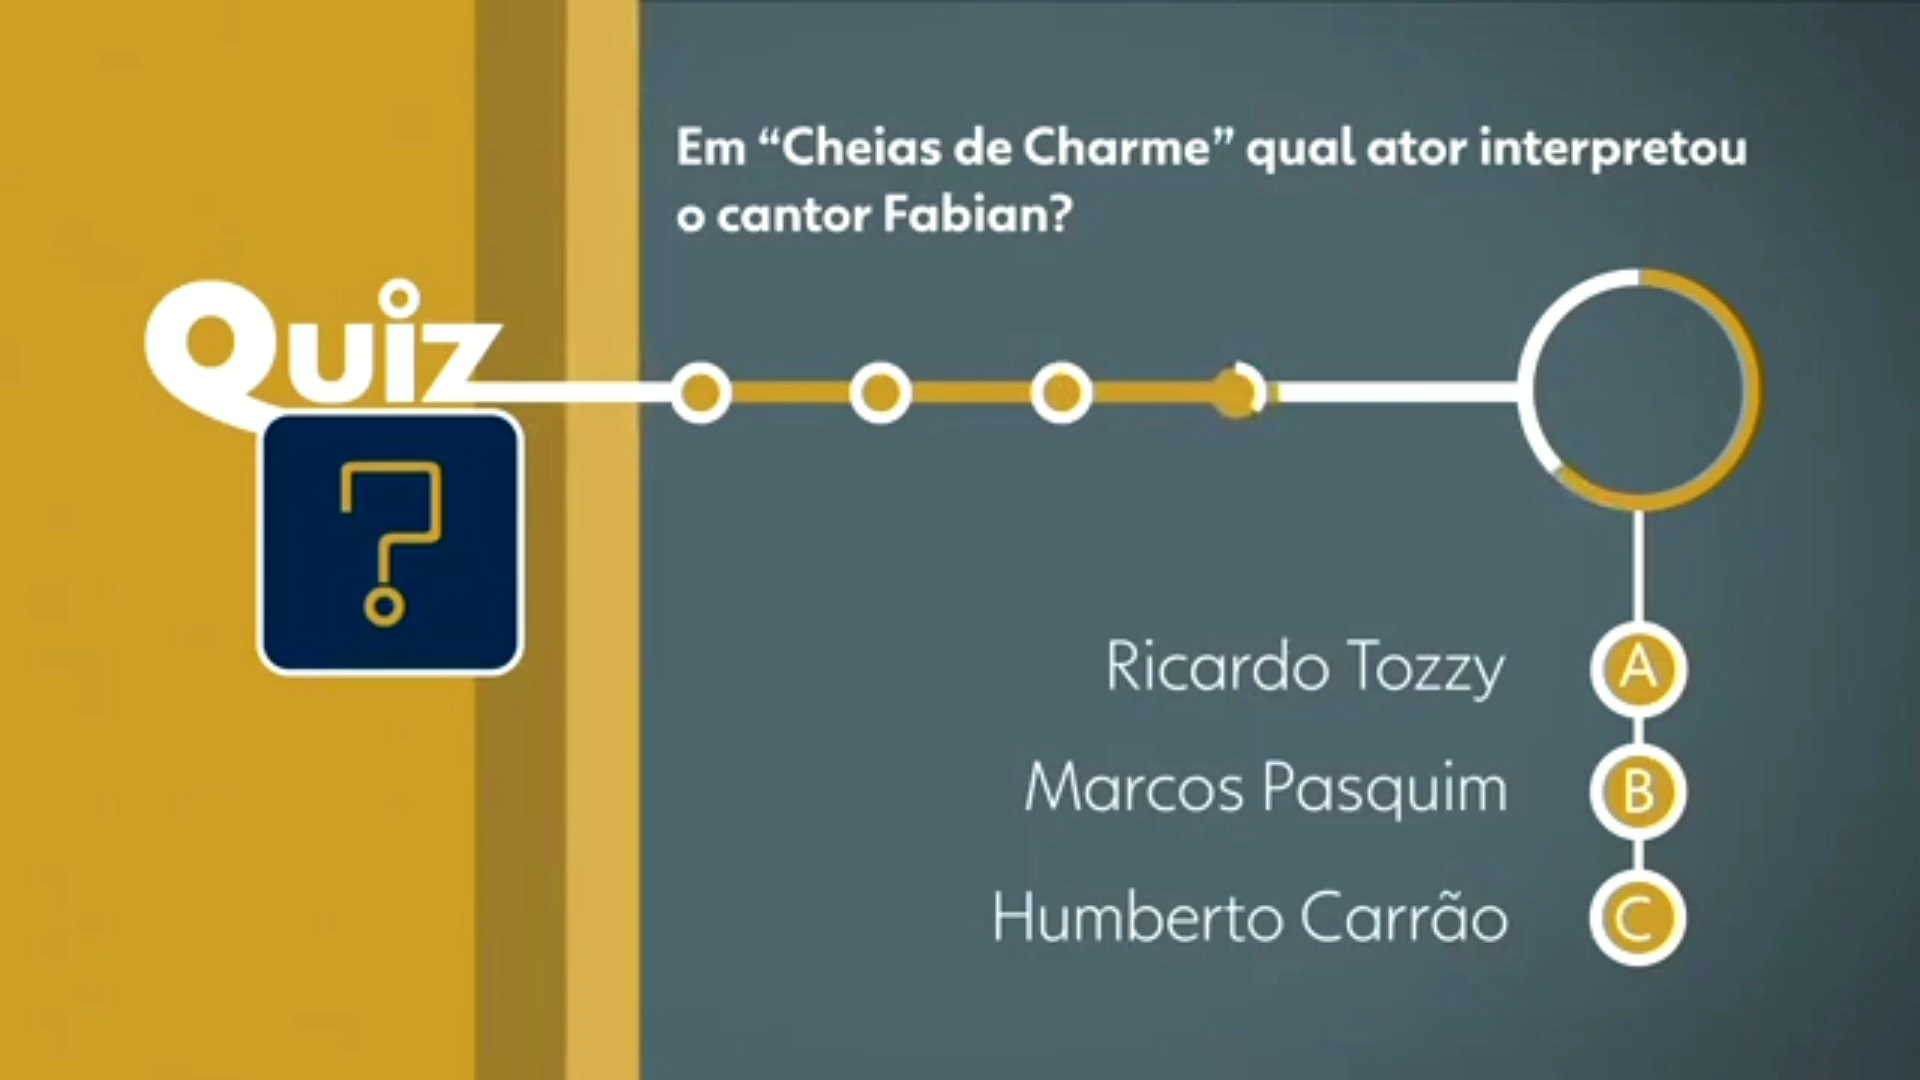 Em “Cheias de Charme” qual ator interpretou
o cantor Fabian?
Quiz
?
Ricardo Tozzy A
Marcos Pasquim B
Humberto Carrão C